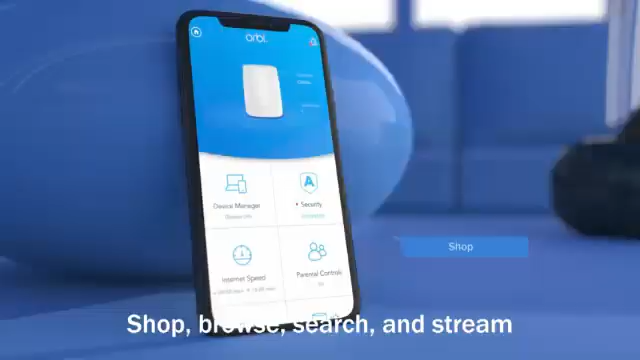 orbi.
Device Manager
Security
Internet Speed
Parental Controls
Shop
Shop, browse, search, and stream